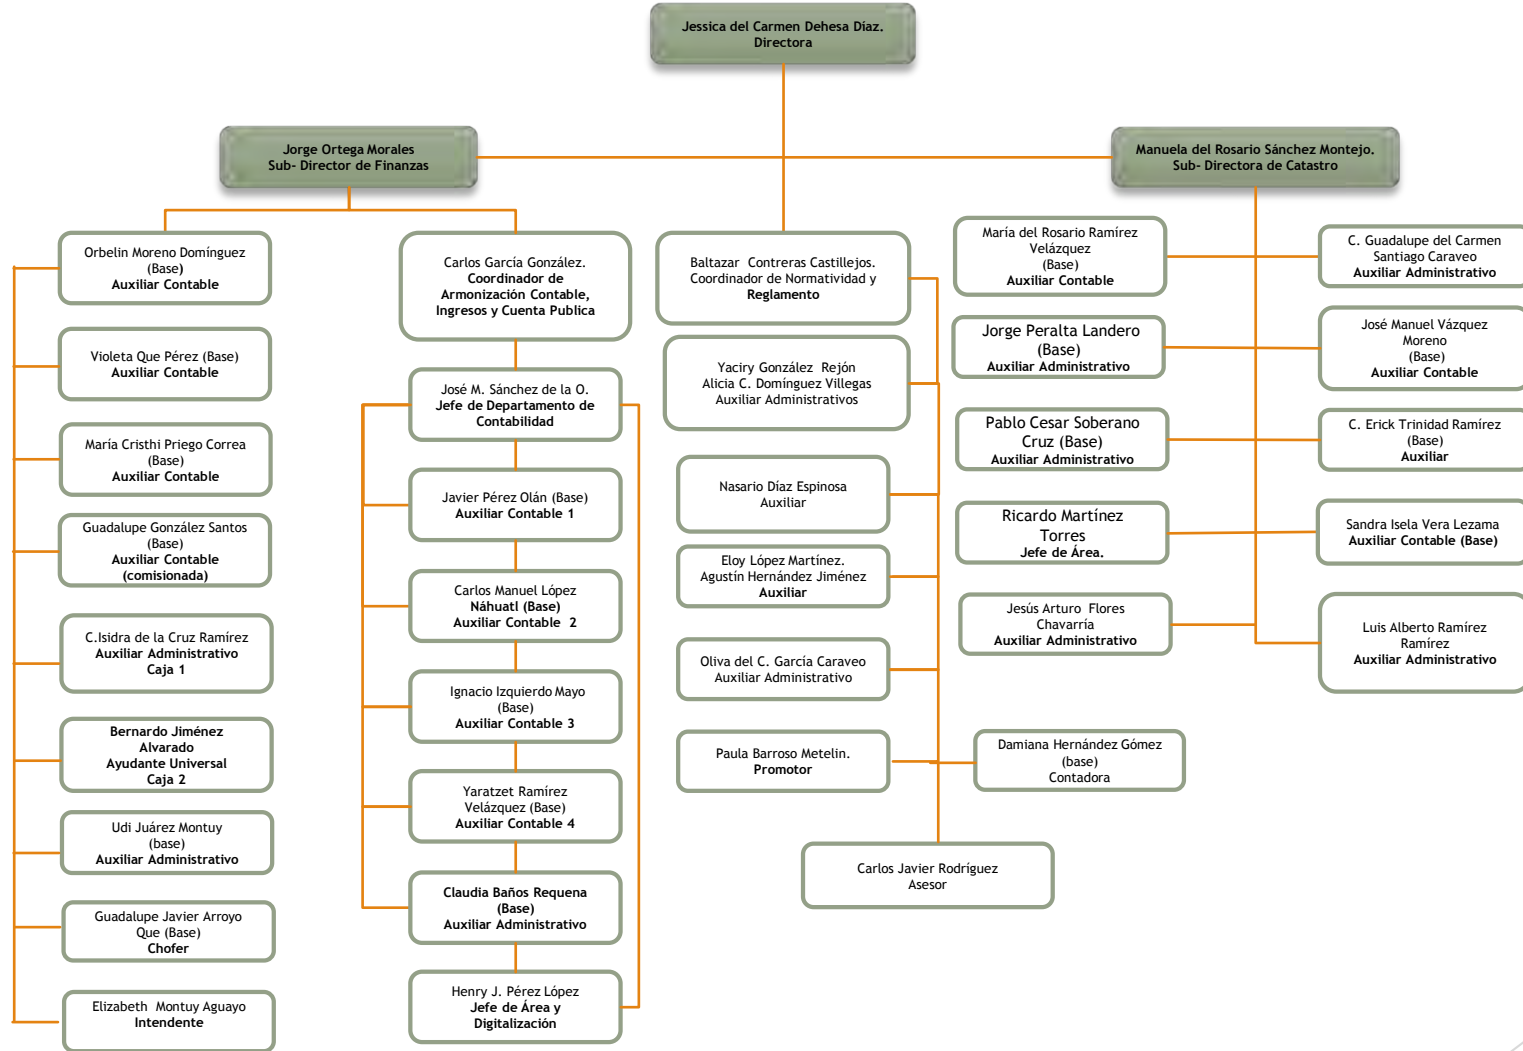 Jessica del Carmen Dehesa Díaz.
Directora
Jorge Ortega Morales
Sub- Director de Finanzas
Manuela del Rosario Sánchez Montejo.
Sub- Directora de Catastro
Orbelin Moreno Domínguez
(Base)
Auxiliar Contable
Violeta Que Pérez (Base)
Auxiliar Contable
María Cristhi Priego Correa
(Base)
Auxiliar Contable
Guadalupe González Santos
(Base)
Auxiliar Contable
(comisionada)
C.Isidra de la Cruz Ramírez
Auxiliar Administrativo
Caja 1
Bernardo Jiménez
Alvarado
Ayudante Universal
Caja 2
Udi Juárez Montuy
(base)
Auxiliar Administrativo
Guadalupe Javier Arroyo
Que (Base)
Chofer
Elizabeth Montuy Aguayo
Intendente
Carlos García González.
Coordinador de
Armonización Contable,
Ingresos y Cuenta Publica
José M. Sánchez de la O.
Jefe de Departamento de
Contabilidad
Javier Pérez Olán (Base)
Auxiliar Contable 1
Carlos Manuel López
Náhuatl (Base)
Auxiliar Contable 2
Ignacio Izquierdo Mayo
(Base)
Auxiliar Contable 3
Yaratzet Ramírez
Velázquez (Base)
Auxiliar Contable 4
Claudia Baños Requena
(Base)
Auxiliar Administrativo
Henry J. Pérez López
Jefe de Área y
Digitalización
Baltazar Contreras Castillejos.
Coordinador de Normatividad y
Reglamento
Yaciry González Rejón
Alicia C. Domínguez Villegas
Auxiliar Administrativos
Nasario Díaz Espinosa
Auxiliar
Eloy López Martínez.
Agustín Hernández Jiménez
Auxiliar
Oliva del C. García Caraveo
Auxiliar Administrativo
Paula Barroso Metelin.
Promotor
Damiana Hernández Gómez
(base)
Contadora
Carlos Javier Rodríguez
Asesor
María del Rosario Ramírez
Velázquez
(Base)
Auxiliar Contable
Jorge Peralta Landero
(Base)
Auxiliar Administrativo
Pablo Cesar Soberano
Cruz (Base)
Auxiliar Administrativo
Ricardo Martínez
Torres
Jefe de Área.
Jesús Arturo Flores
Chavarría
Auxiliar Administrativo
C. Guadalupe del Carmen
Santiago Caraveo
Auxiliar Administrativo
José Manuel Vázquez
Moreno
(Base)
Auxiliar Contable
C. Erick Trinidad Ramírez
(Base)
Auxiliar
Sandra Isela Vera Lezama
Auxiliar Contable (Base)
Luis Alberto Ramírez
Ramírez
Auxiliar Administrativo